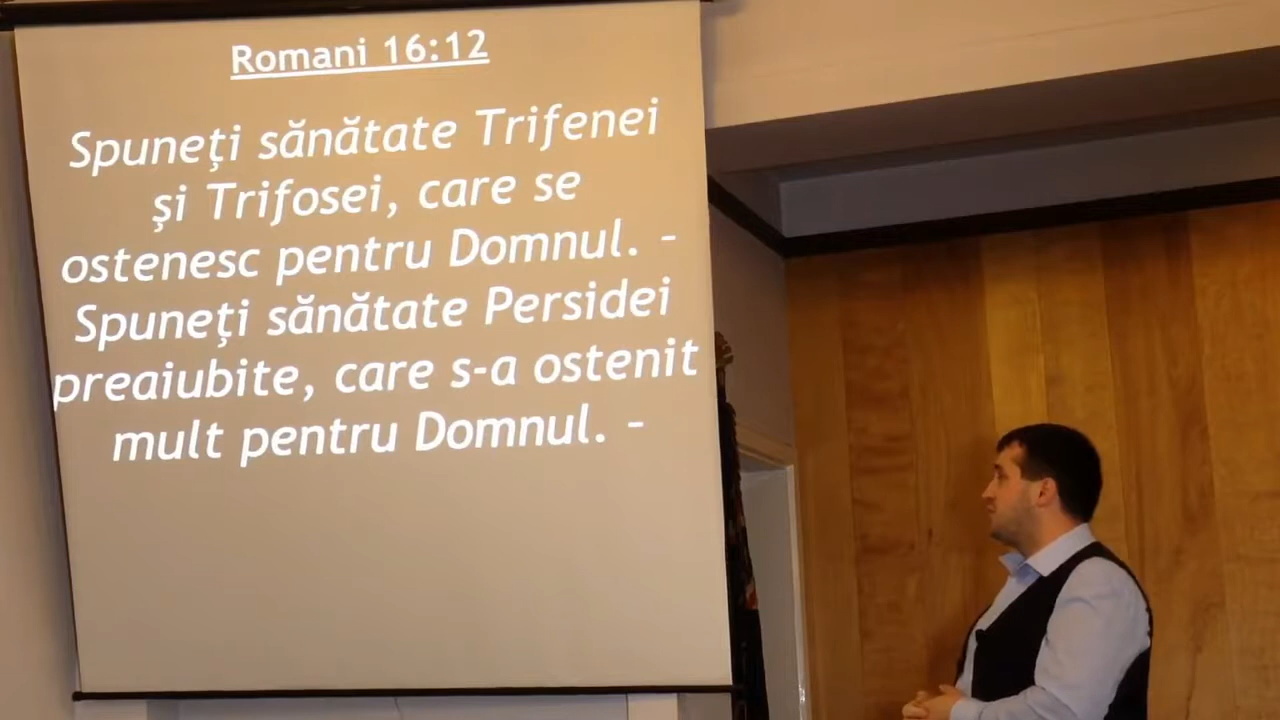 Romani 16:12
Spuneţi sănătate Trifenei
şi Trifosei, care se
ostenesc pentru Domnul. -
Spuneţi sănătate Persidei
preaiubite, care s-a ostenit
mult pentru Domnul. -